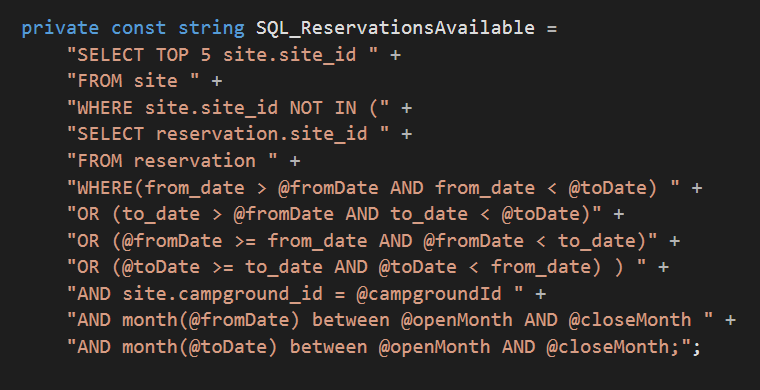 private const string SQL_ReservationsAvailable =
"SELECT TOP 5 site.site_id " +
"FROM site " +
"WHERE site.site_id NOT IN (" +
"SELECT reservation.site_id " +
"FROM reservation " +
"WHERE(from_date > @fromDate AND from_date < @toDate) " +
"OR (to_date > @fromDate AND to_date < @toDate)" +
"OR (@fromDate >= from_date AND @fromDate < to_date)" +
"OR (@toDate >= to_date AND @toDate < from_date) ) " +
"AND site.campground_id = @campgroundId " +
"AND month(@fromDate) between @openMonth AND @closeMonth " +
"AND month(@toDate) between @openMonth AND @closeMonth;";